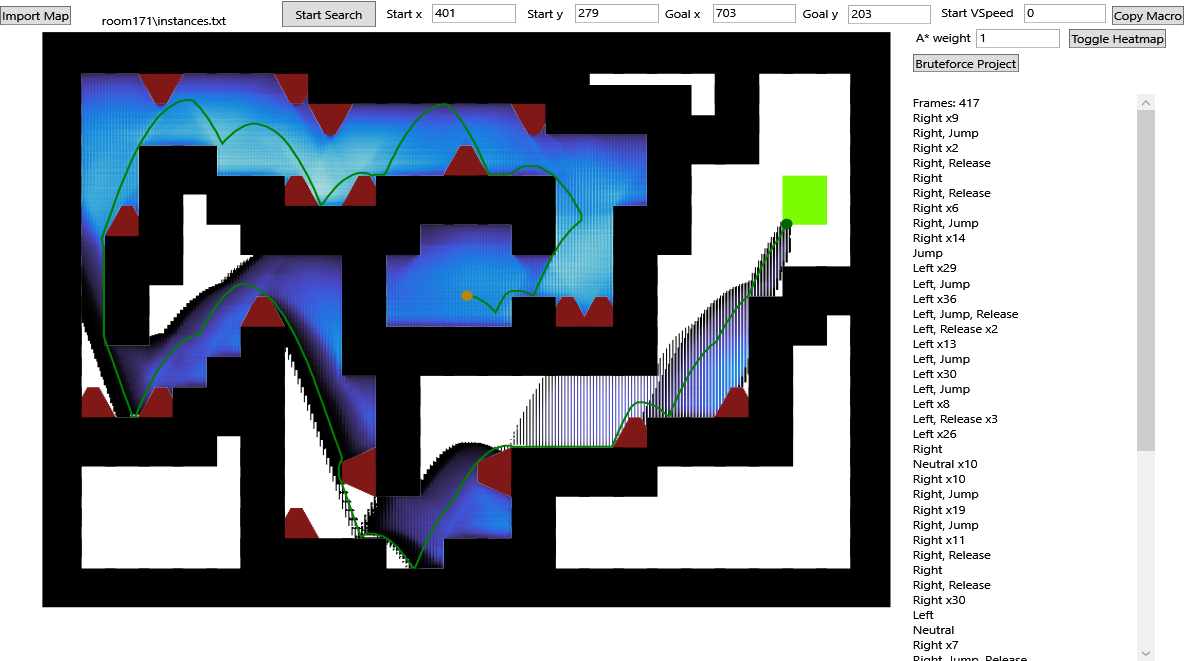 Import Map
room171\instances.txt
Start Search
Start x 401 Start y 279 Goal x 703 Goal y 203 Start VSpeed 0
Copy Macro
A* weight 1 Toggle Heatmap
Bruteforce Project
Frames: 417
Right x9
Right, Jump
Right x2
Right, Release
Right
Right, Release
Right x6
Right, Jump
Right x14
Jump
Left x29
Left, Jump
Left x36
Left, Jump, Release
Left, Release x2
Left x13
Left, Jump
Left x30
Left, Jump
Left x8
Left, Release x3
Left x26
Right
Neutral x10
Right x10
Right, Jump
Right x19
Right, Jump
Right x11
Right, Release
Right
Right, Release
Right x30
Left
Neutral
Right x7
Right, Jump, Release